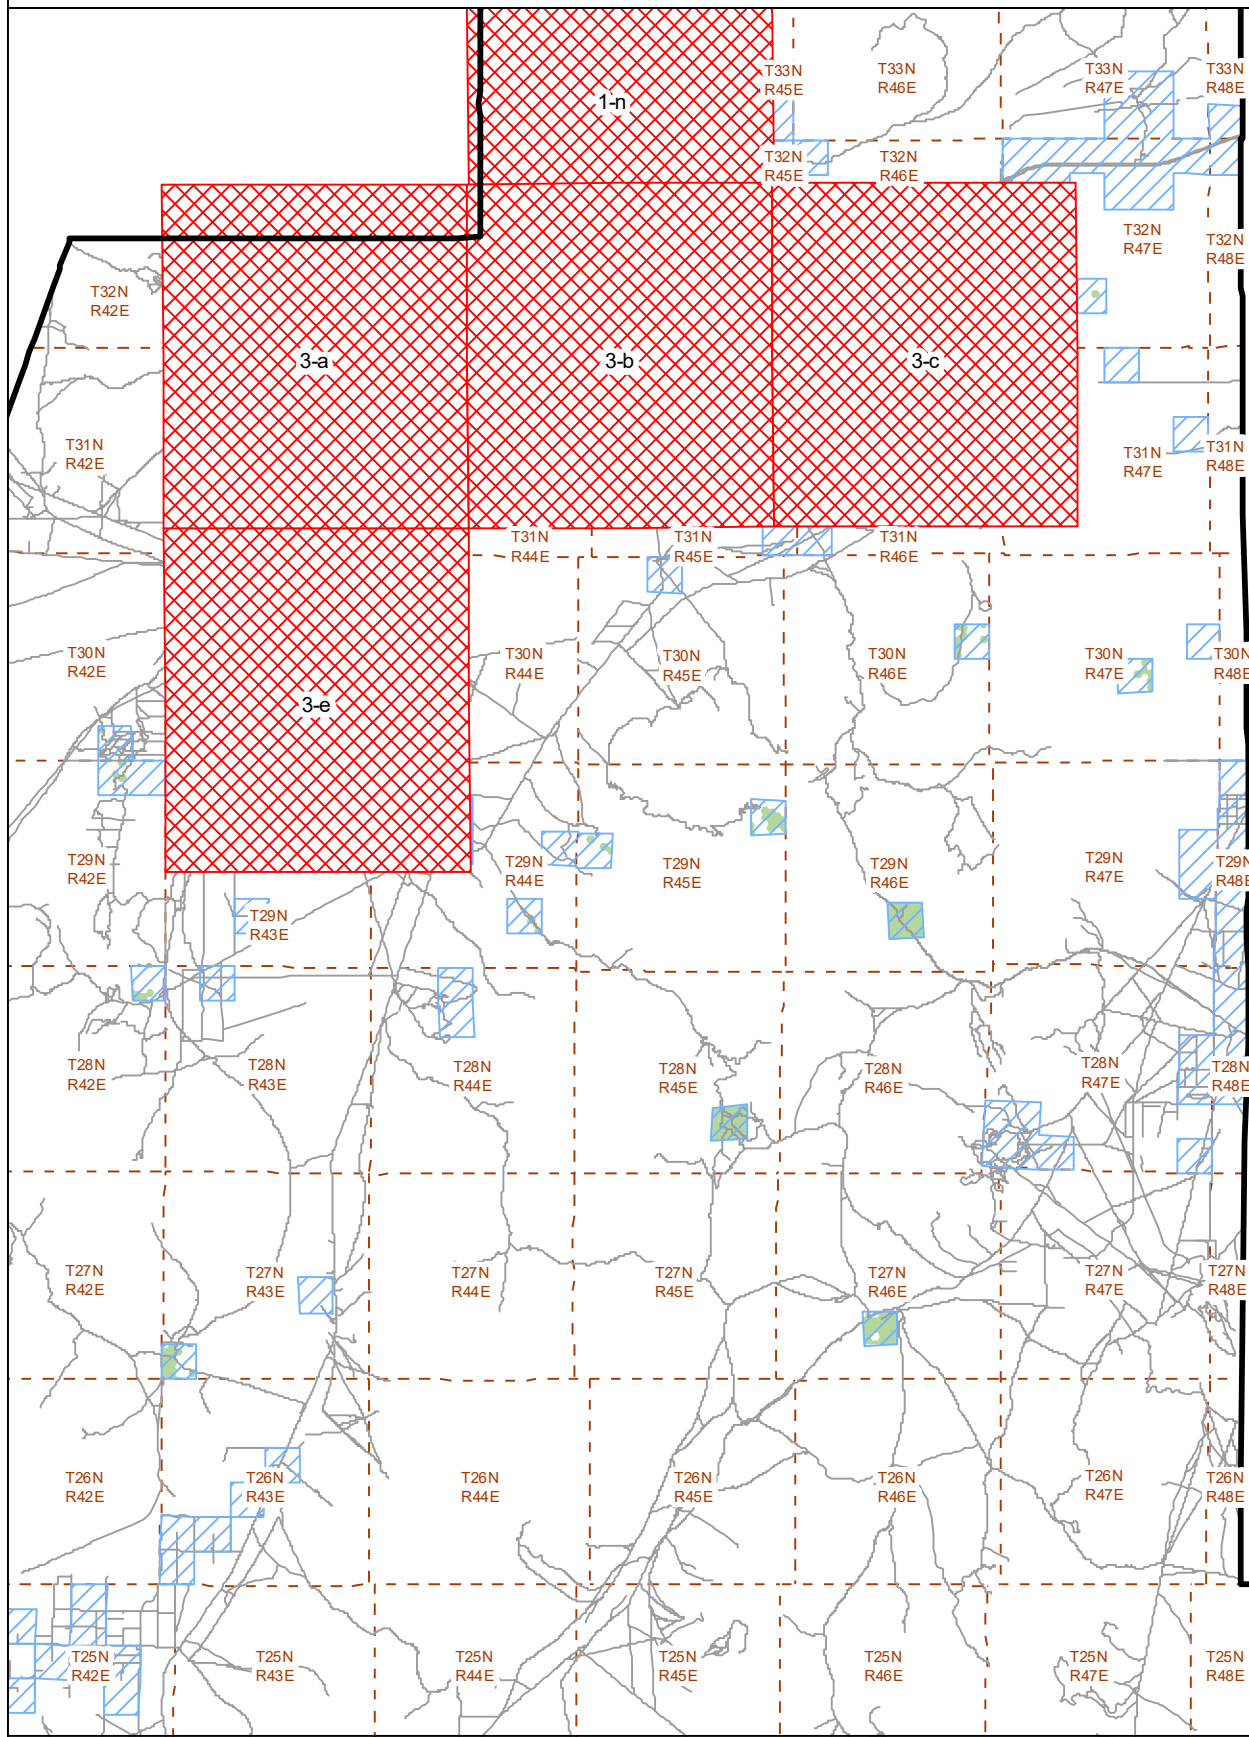 T33N
R45E
T33N
R46E
T33N
R47E
T33N
R48E
1-n
T32N
R45E
T32N
R46E
T32N
R47E
T32N
R48E
T32N
R42E
3-a
3-b
3-c
T31N
R42E
T31N
R47E
T31N
R48E
T31N
R44E
T31N
R45E
T31N
R46E
T30N
R42E
T30N
R44E
T30N
R45E
T30N
R46E
T30N
R47E
T30N
R48E
3-e
T29N
R42E
T29N
R44E
T29N
R45E
T29N
R46E
T29N
R47E
T29N
R48E
T29N
R43E
T28N
R42E
T28N
R43E
T28N
R44E
T28N
R45E
T28N
R46E
T28N
R47E
T28N
R48E
T27N
R42E
T27N
R43E
T27N
R44E
T27N
R45E
T27N
R46E
T27N
R47E
T27N
R48E
T26N
R42E
T26N
R43E
T26N
R44E
T26N
R45E
T26N
R46E
T26N
R47E
T26N
R48E
T25N
R42E
T25N
R43E
T25N
R44E
T25N
R45E
T25N
R46E
T25N
R47E
T25N
R48E